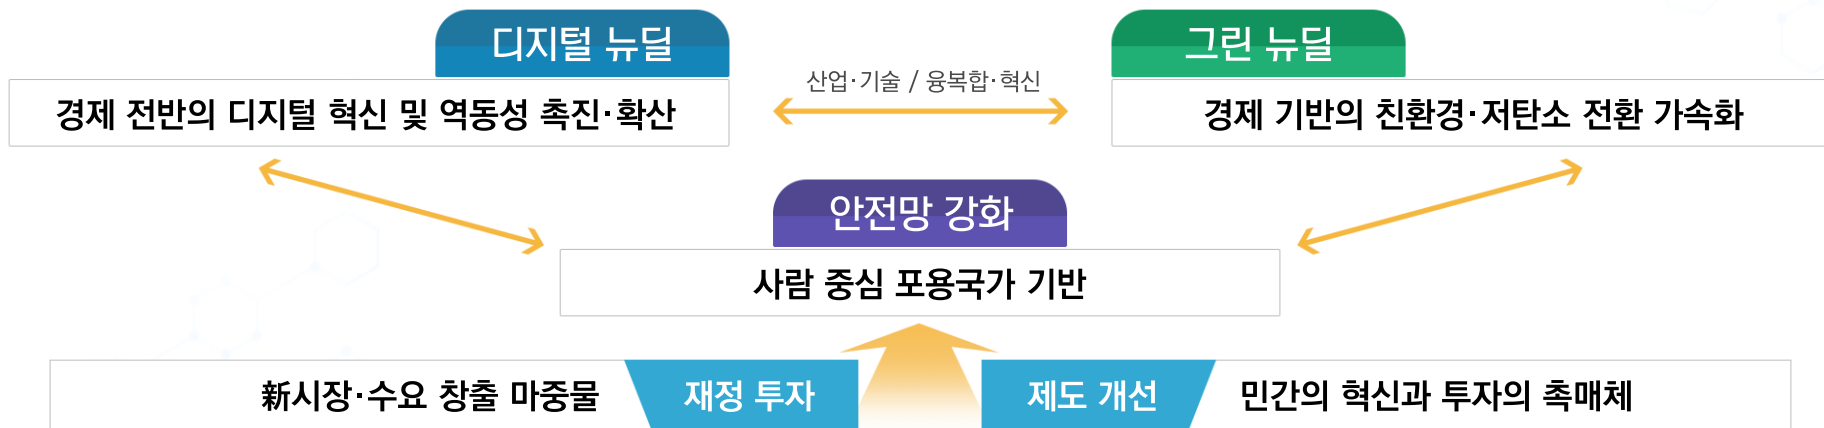 디지털 뉴딜
그린 뉴딜
경제 전반의 디지털 혁신 및 역동성 촉진·확산
산업·기술 / 융복합·혁신
경제 기반의 친환경·저탄소 전환 가속화
안전망 강화
사람 중심 포용국가 기반
新시장·수요 창출 마중물
재정 투자
제도 개선
민간의 혁신과 투자의 촉매체